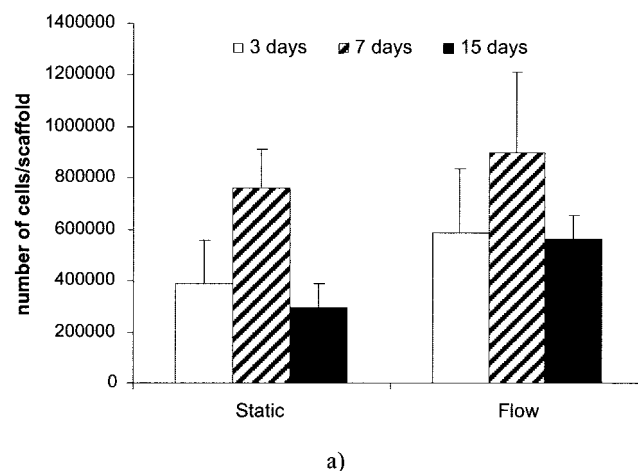 1400000
□ 3 days ▨ 7 days ■ 15 days
1200000
1000000
800000
600000
400000
200000
0
number of cells/scaffold
Static Flow
a)